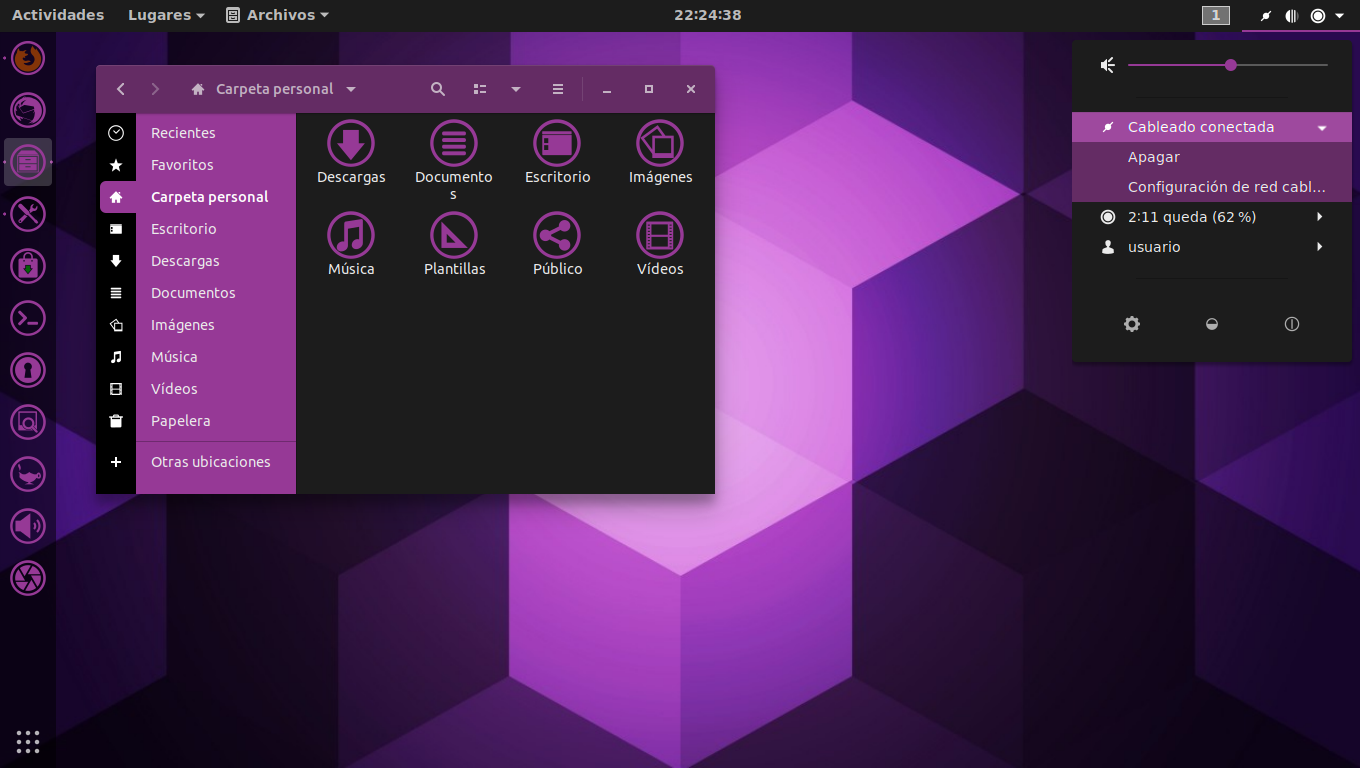 Actividades
Lugares
Archivos
22:24:38
1
Carpeta personal
Recientes
Favoritos
Carpeta personal
Escritorio
Descargas
Documentos
Imágenes
Música
Vídeos
Papelera
Otras ubicaciones
Descargas
Documento
s
Escritorio
Imágenes
Música
Plantillas
Público
Vídeos
Cableado conectada
Apagar
Configuración de red cabl...
2:11 queda (62 %)
usuario